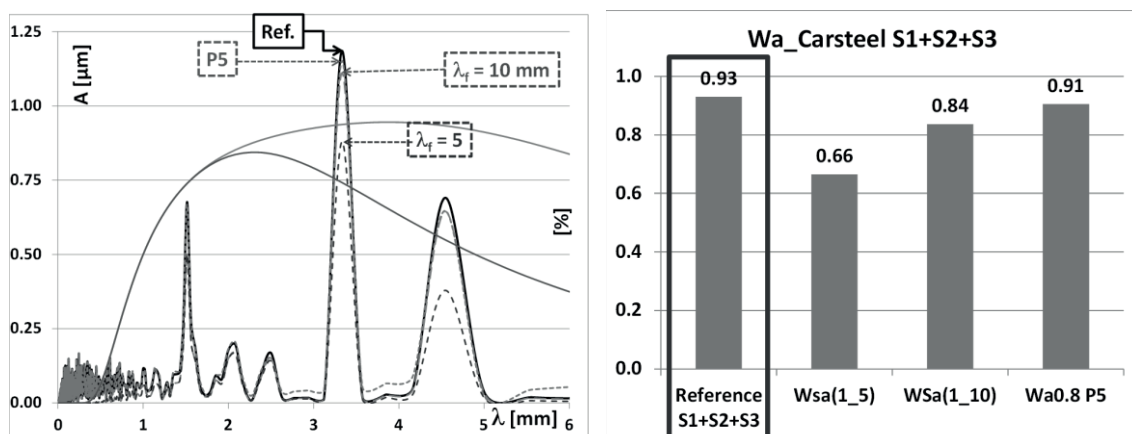 1.25
1.00
0.75
0.50
0.25
0.00
A [µm]
Ref.
P5
λf = 10 mm
λf = 5
[%]
0
1
2
3
4
5
6
λ [mm]
Wa_Carsteel S1+S2+S3
1.0
0.8
0.6
0.4
0.2
0.0
0.93
0.66
0.84
0.91
Reference
S1+S2+S3
Wsa(1_5)
WSa(1_10)
Wa0.8 P5